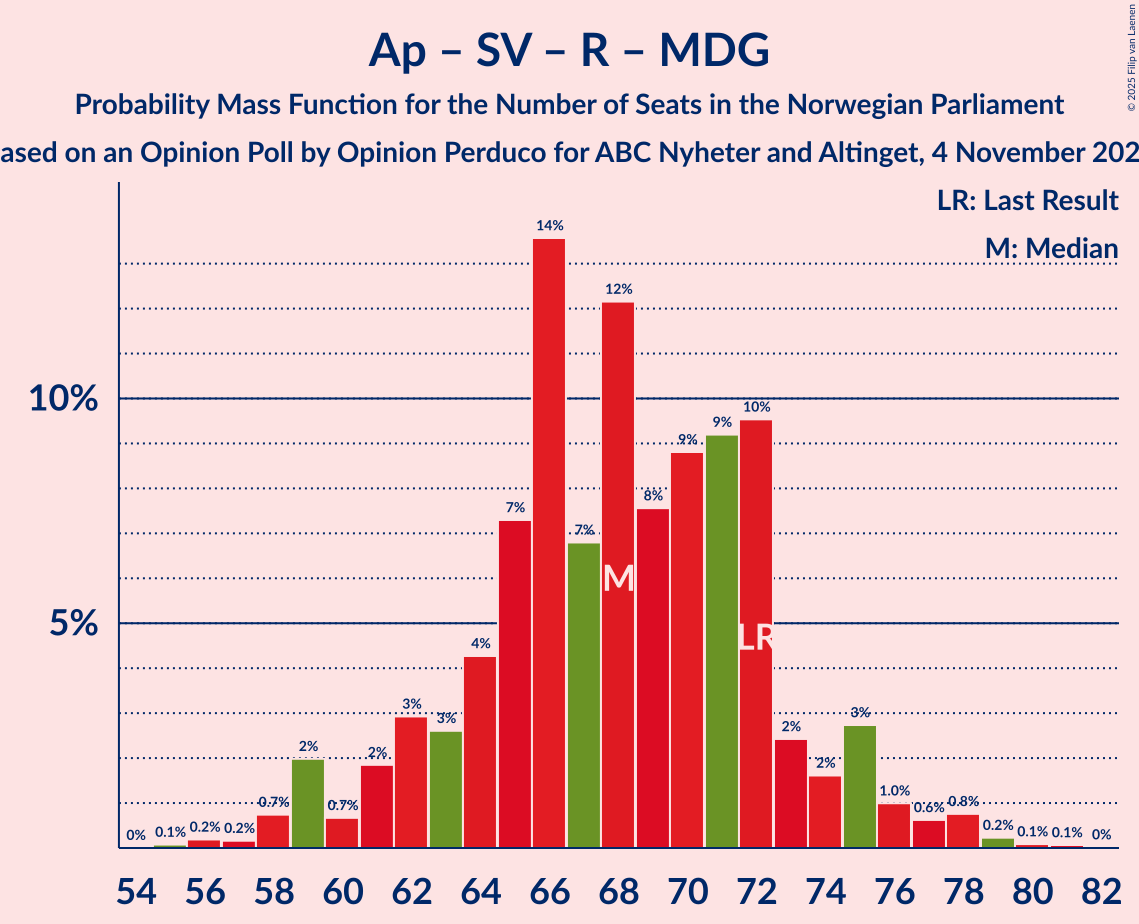 Ap – SV – R – MDG
Probability Mass Function for the Number of Seats in the Norwegian Parliament
ased on an Opinion Poll by Opinion Perduco for ABC Nyheter and Altinget, 4 November 202
© 2025 Filip van Laenen
LR: Last Result
M: Median
10%
5%
0% 0.1% 0.2% 0.2% 0.7% 2% 0.7% 2% 3% 3% 4% 7% 14% 7% 12% 8% 9% 9% 10% 2% 2% 3% 1.0% 0.6% 0.8% 0.2% 0.1% 0.1% 0%
M
LR
54 56 58 60 62 64 66 68 70 72 74 76 78 80 82